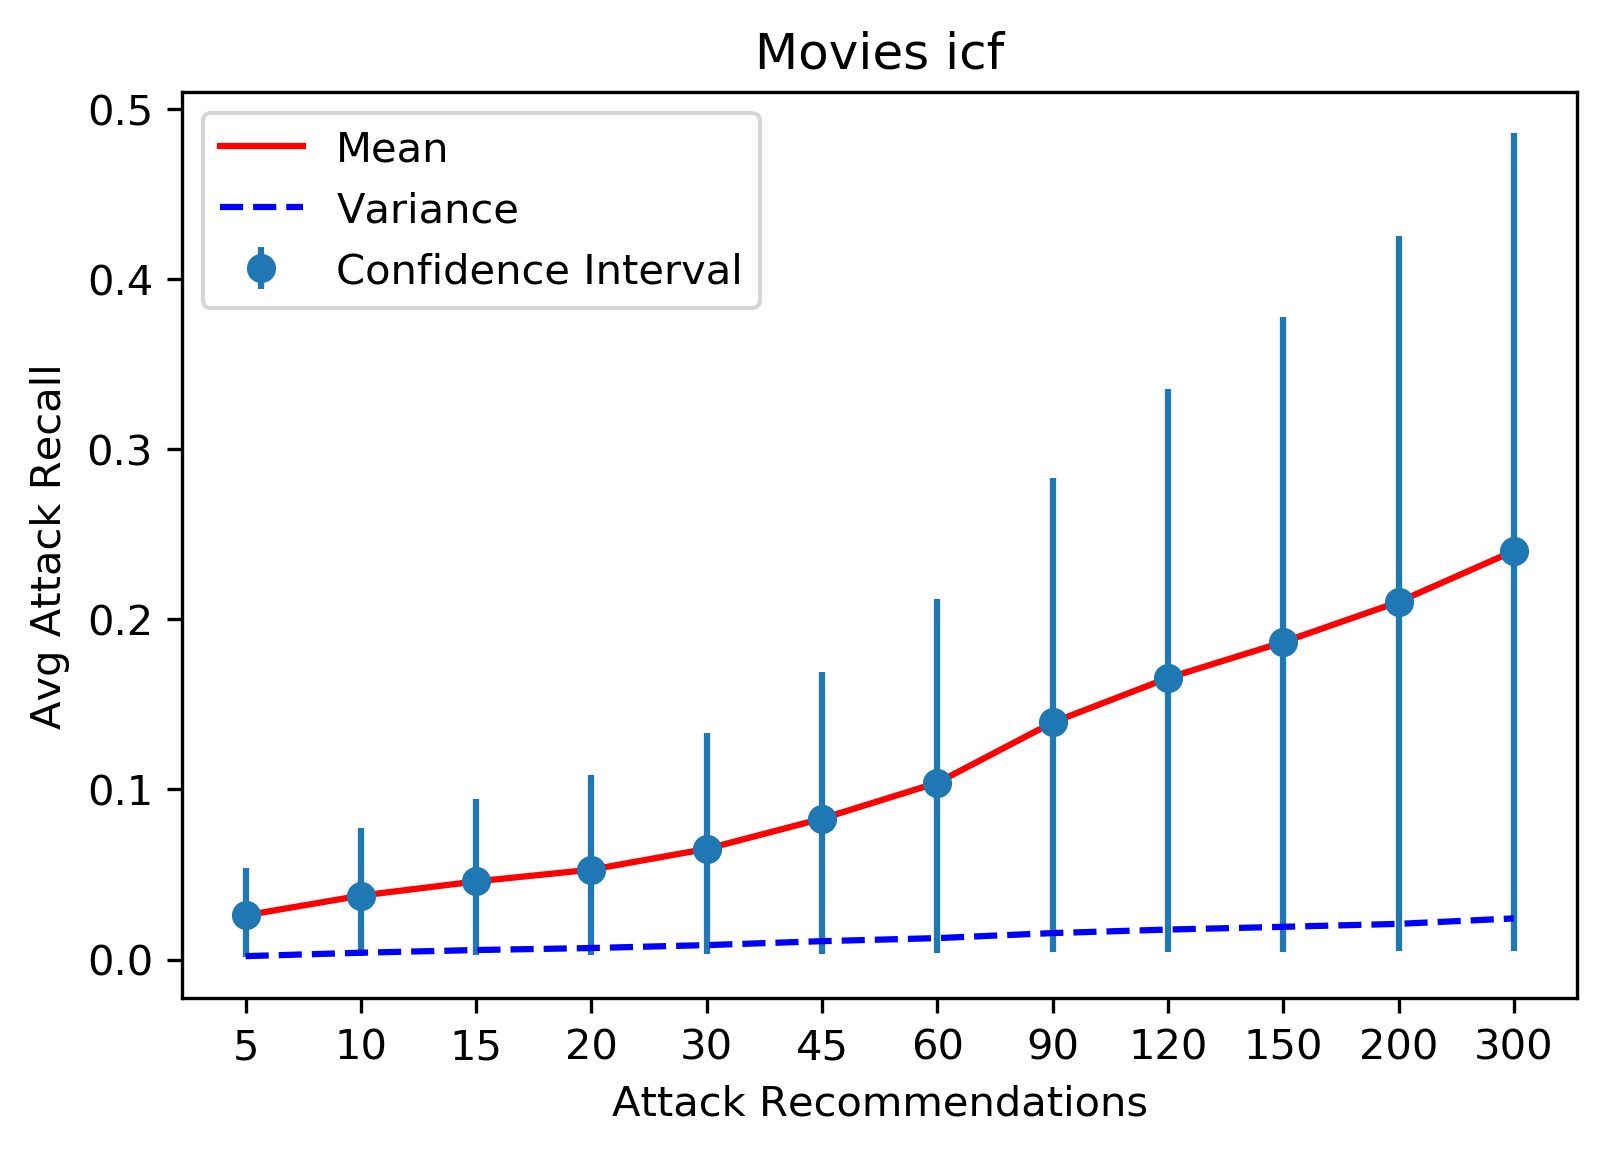 Movies icf
Mean
Variance
Confidence Interval
Avg Attack Recall
0.5
0.4
0.3
0.2
0.1
0.0
5 10 15 20 30 45 60 90 120 150 200 300
Attack Recommendations